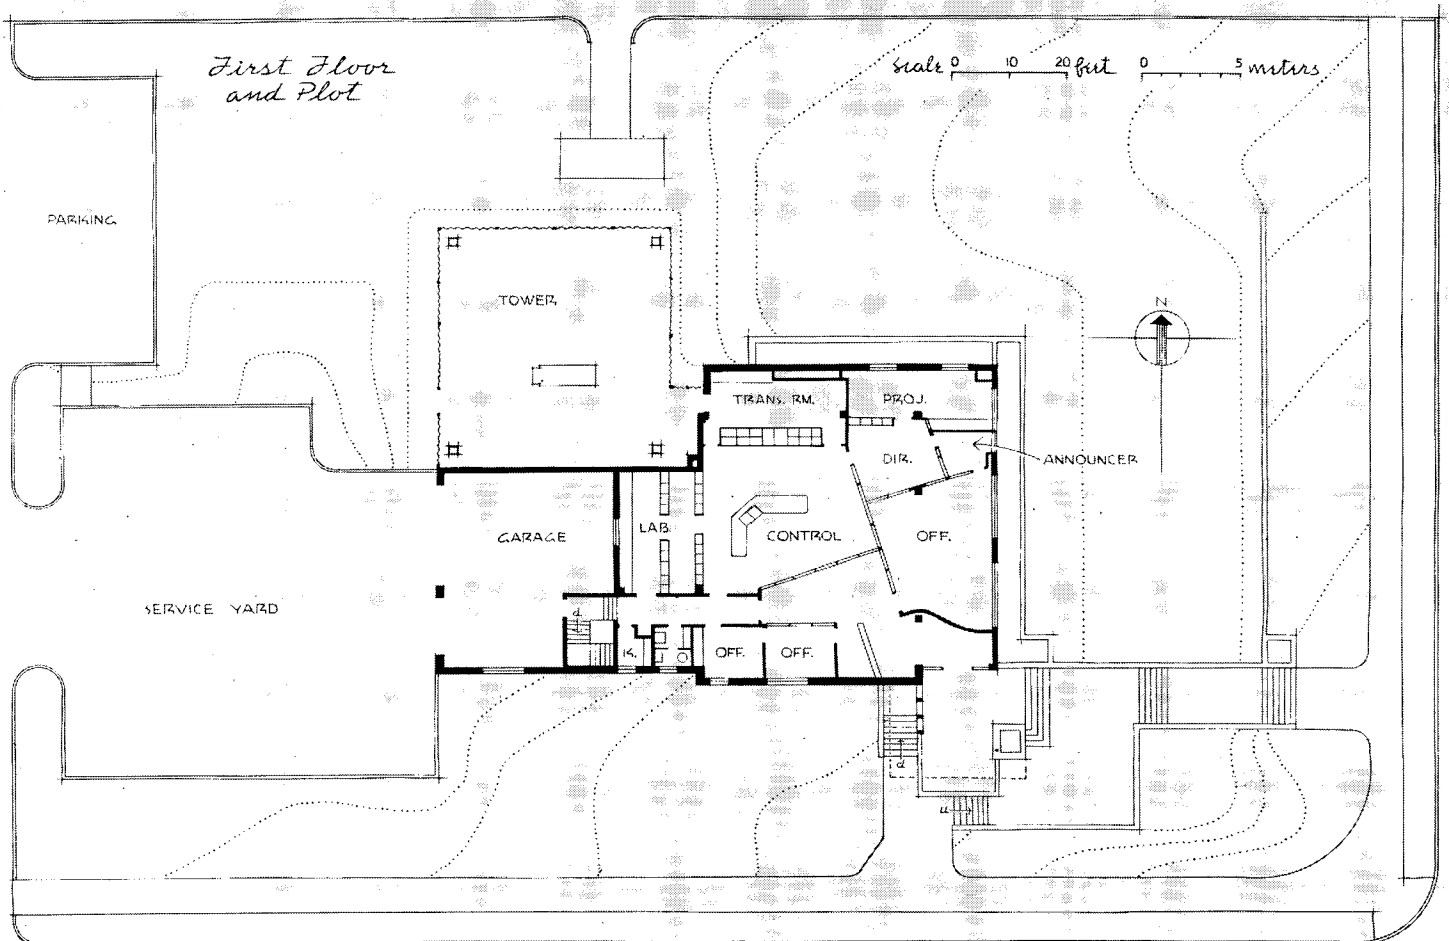 First Floor
and Plot
Scale 0 10 20 feet 0 5 meters
PARKING
N
TOWER
TRANS. RM.
PROJ.
DIR.
ANNOUNCER
LAB.
GARAGE
CONTROL
OFF.
SERVICE YARD
R
K.
OFF.
OFF.
R
R